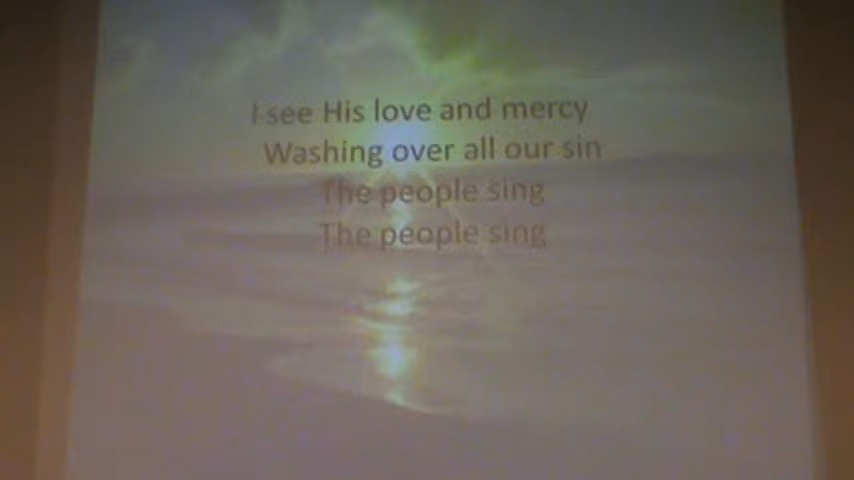 I see His love and mercy
Washing over all our sin
The people sing
The people sing